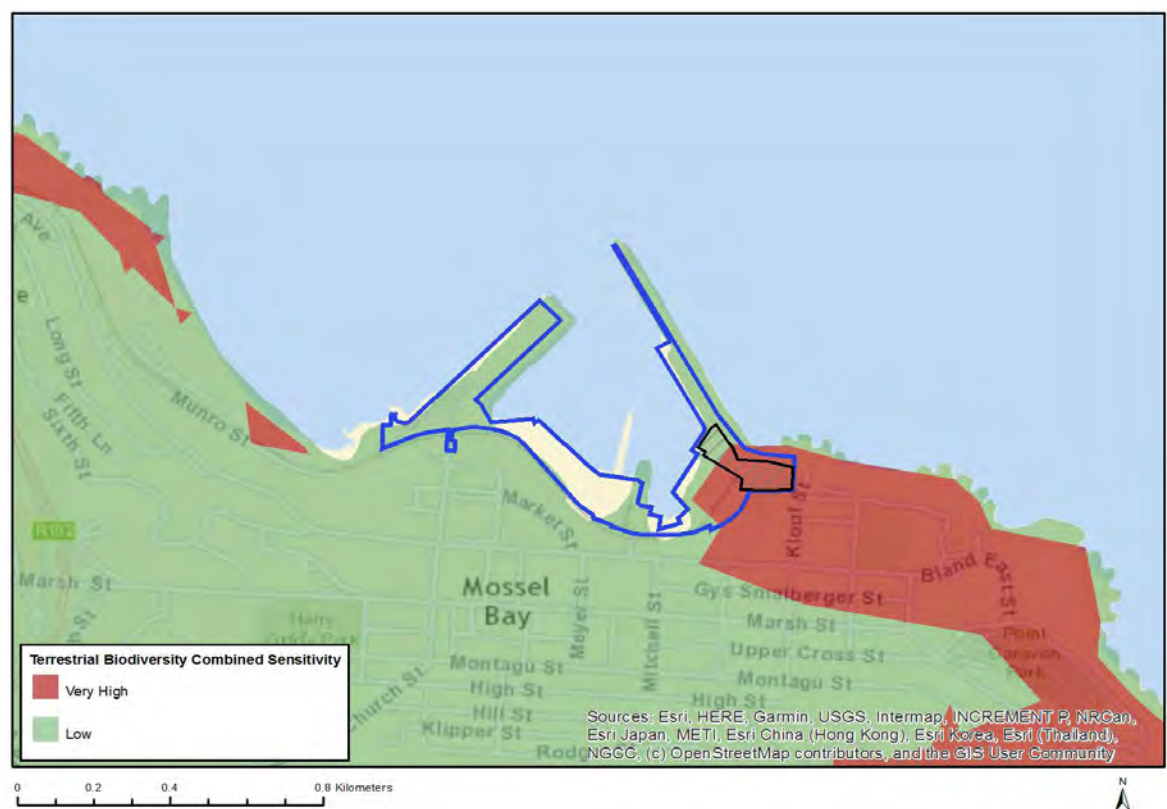 Ave
e
Long St
Fifth Ln
Sixth St
Munro St
R102
Market St
Kloof St
Bland
East St
Marsh St
Mossel
Bay
Meyer St
Mitchell St
Gys Smalberger St
Marsh St
Point
Caravan
Park
Harry
Park
Upper Cross St
Montagu St
Montagu St
Church St
High St
High St
Hill St
Klipper St
Terrestrial Biodiversity Combined Sensitivity
Very High
Low
Sources: Esri, HERE, Garmin, USGS, Intermap, INCREMENT P, NRCan,
Esri Japan, METI, Esri China (Hong Kong), Esri Korea, Esri (Thailand),
NGCC, (c) OpenStreetMap contributors, and the GIS User Community
0 0.2 0.4 0.8 Kilometers
N